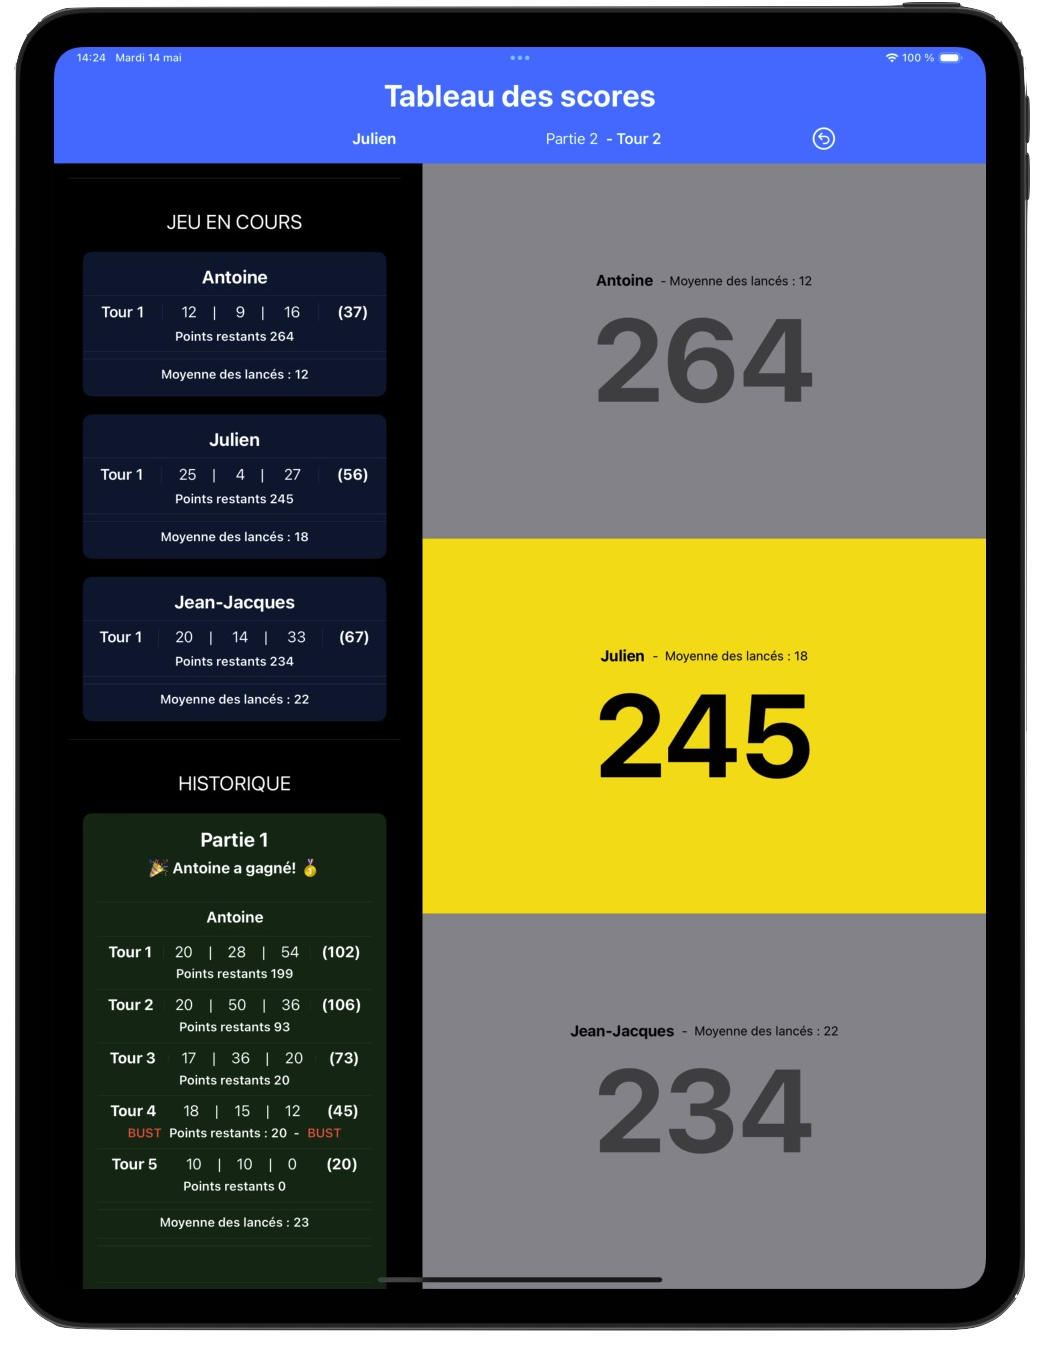 14:24 Mardi 14 mai
100 %
Tableau des scores
Julien
Partie 2 - Tour 2
JEU EN COURS
Antoine
Tour 1 12 | 9 | 16 (37)
Points restants 264
Moyenne des lancés : 12
Julien
Tour 1 25 | 4 | 27 (56)
Points restants 245
Moyenne des lancés : 18
Jean-Jacques
Tour 1 20 | 14 | 33 (67)
Points restants 234
Moyenne des lancés : 22
HISTORIQUE
Partie 1
🎉 Antoine a gagné! 🏅
Antoine
Tour 1 20 | 28 | 54 (102)
Points restants 199
Tour 2 20 | 50 | 36 (106)
Points restants 93
Tour 3 17 | 36 | 20 (73)
Points restants 20
Tour 4 18 | 15 | 12 (45)
BUST Points restants : 20 - BUST
Tour 5 10 | 10 | 0 (20)
Points restants 0
Moyenne des lancés : 23
Antoine - Moyenne des lancés : 12
264
Julien - Moyenne des lancés : 18
245
Jean-Jacques - Moyenne des lancés : 22
234